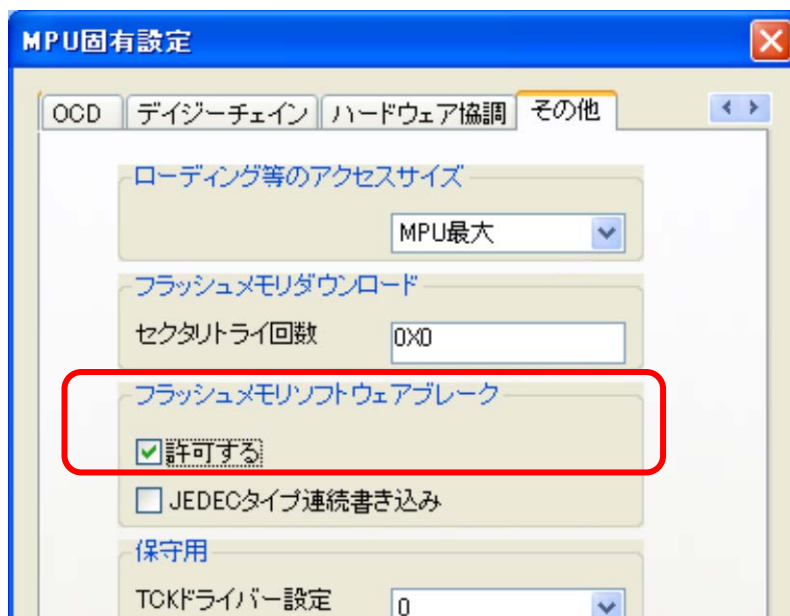 MPU固有設定
OCD デイジーチェイン ハードウェア協調 その他
ローディング等のアクセスサイズ
MPU最大
フラッシュメモリダウンロード
セクタリトライ回数 0X0
フラッシュメモリソフトウェアブレーク
許可する
JEDECタイプ連続書き込み
保守用
TCKドライバー設定 0